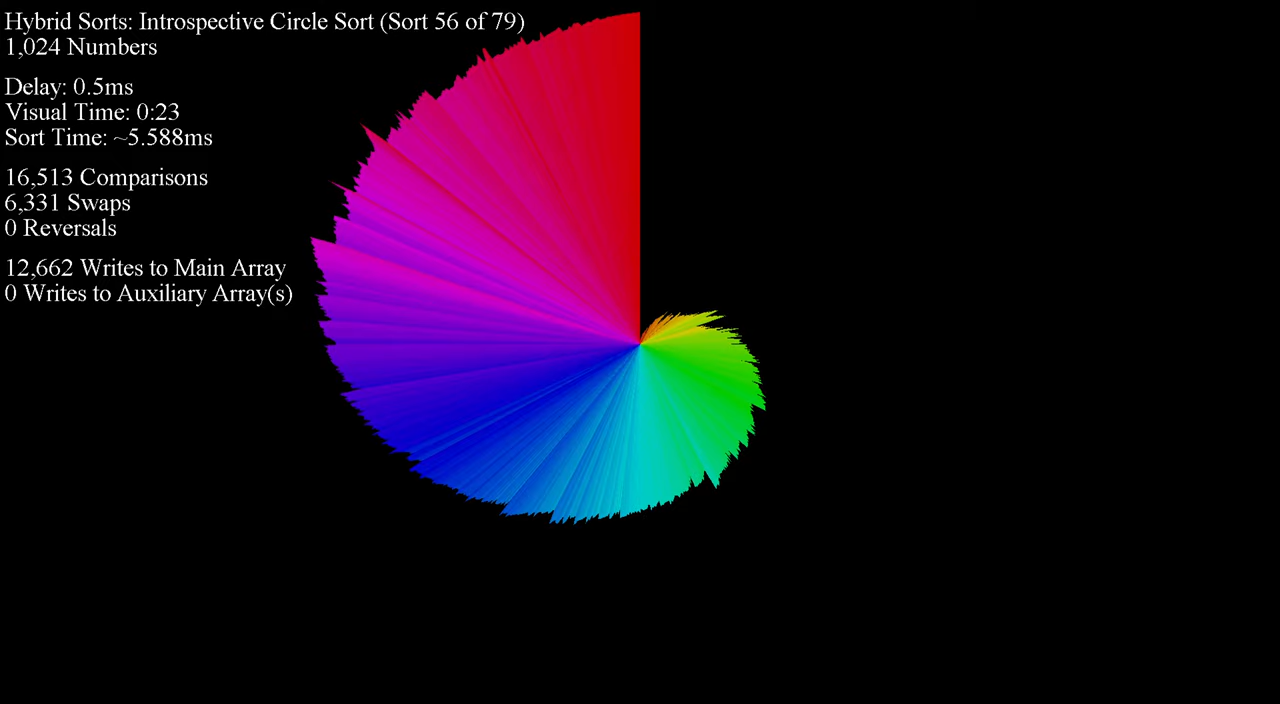 Hybrid Sorts: Introspective Circle Sort (Sort 56 of 79)
1,024 Numbers
Delay: 0.5ms
Visual Time: 0:23
Sort Time: ~5.588ms
16,513 Comparisons
6,331 Swaps
0 Reversals
12,662 Writes to Main Array
0 Writes to Auxiliary Array(s)